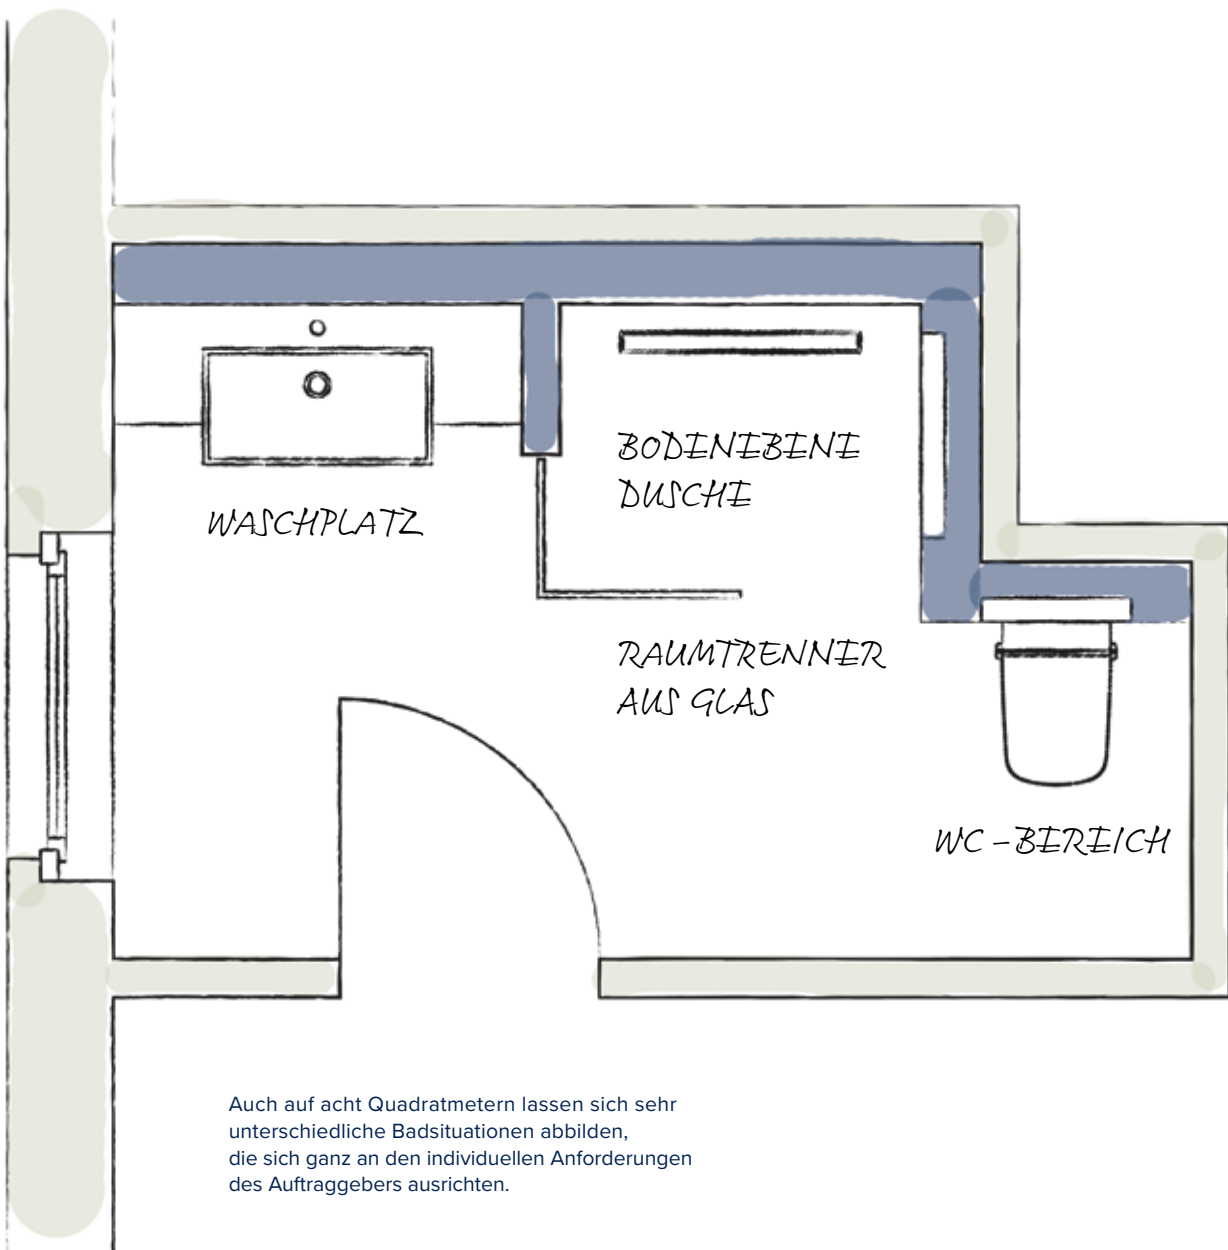 BODENEBENE
DUSCHE
WASCHPLATZ
RAUMTRENNER
AUS GLAS
WC – BEREICH
Auch auf acht Quadratmetern lassen sich sehr
unterschiedliche Badsituationen abbilden,
die sich ganz an den individuellen Anforderungen
des Auftraggebers ausrichten.